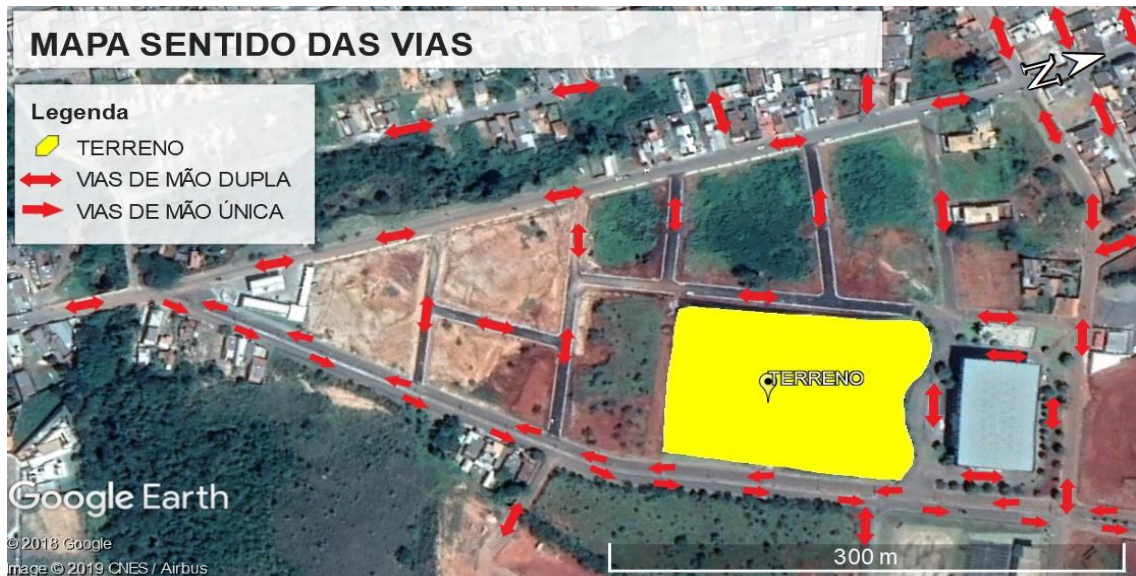 MAPA SENTIDO DAS VIAS
Legenda
TERRENO
VIAS DE MÃO DUPLA
VIAS DE MÃO ÚNICA
N
TERRENO
Google Earth
© 2018 Google
Image © 2019 CNES / Airbus
300 m